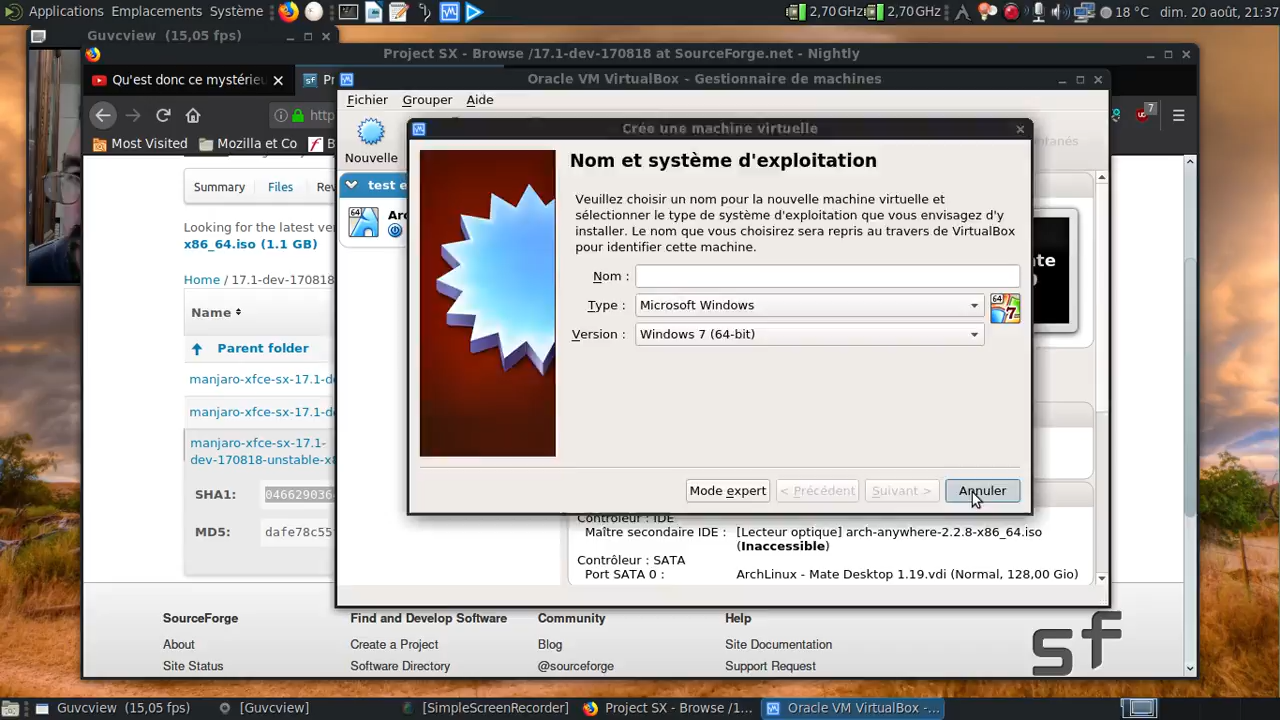 Applications Emplacements Système
2,70 GHz 2,70 GHz
18 °C dim. 20 août, 21:37
Guvcview (15,05 fps)
Project SX - Browse /17.1-dev-170818 at SourceForge.net - Nightly
Qu'est donc ce mystérieu
http
7
Most Visited Mozilla et Co
Summary Files
Looking for the latest
x86_64.iso (1.1 GB)
Home / 17.1-dev-170818
Name
Parent folder
manjaro-xfce-sx-17.1-d
manjaro-xfce-sx-17.1-d
manjaro-xfce-sx-17.1-
dev-170818-unstable-x
SHA1: 046629036
MD5: dafe78c55
Oracle VM VirtualBox - Gestionnaire de machines
Fichier Grouper Aide
Nouvelle
test
64
Crée une machine virtuelle
Nom et système d'exploitation
Veuillez choisir un nom pour la nouvelle machine virtuelle et
sélectionner le type de système d'exploitation que vous envisagez d'y
installer. Le nom que vous choisirez sera repris au travers de VirtualBox
pour identifier cette machine.
Nom :
Type : Microsoft Windows
64
7
Version : Windows 7 (64-bit)
Mode expert < Précédent Suivant > Annuler
Contrôleur : IDE
Maître secondaire IDE : [Lecteur optique] arch-anywhere-2.2.8-x86_64.iso
(Inaccessible)
Contrôleur : SATA
Port SATA 0 : ArchLinux - Mate Desktop 1.19.vdi (Normal, 128,00 Gio)
SourceForge
About
Site Status
Find and Develop Software
Create a Project
Software Directory
Community
Blog
@sourceforge
Help
Site Documentation
Support Request
sf
Guvcview (15,05 fps) [Guvcview] [SimpleScreenRecorder] Project SX - Browse /1... Oracle VM VirtualBox -...